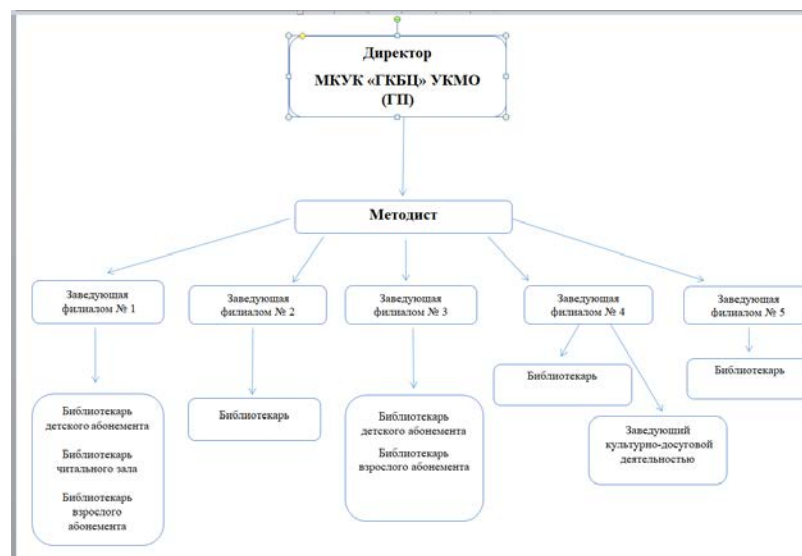 Директор
МКУК «ГКБЦ» УКМО
(ГП)
Методист
Заведующая
филиалом № 1
Заведующая
филиалом № 2
Заведующая
филиалом № 3
Заведующая
филиалом № 4
Заведующая
филиалом № 5
Библиотекарь
детского абонемента
Библиотекарь
читального зала
Библиотекарь
взрослого
абонемента
Библиотекарь
Библиотекарь
детского абонемента
Библиотекарь
взрослого абонемента
Библиотекарь
Заведующий
культурно-досуговой
деятельностью
Библиотекарь